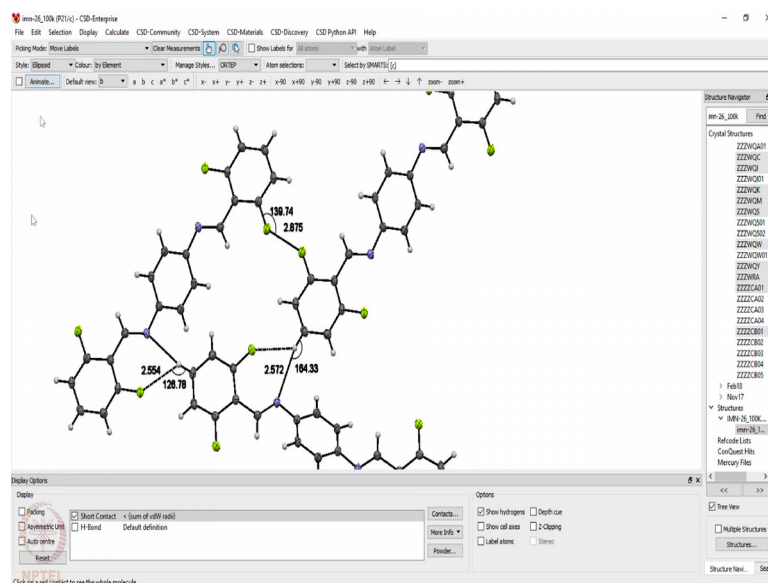 imn-26_100k (P21/c) - CSD-Enterprise
File Edit Selection Display Calculate CSD-Community CSD-System CSD-Materials CSD-Discovery CSD Python API Help
Picking Mode: Move Labels Clear Measurements Show Labels for All atoms with Atom Label
Style: Ellipsoid Colour: by Element Manage Styles... ORTEP Atom selections: Select by SMARTS: [c]
Animate... Default view: b a b c a* b* c* x- x+ y- y+ z- z+ x-90 x+90 y-90 y+90 z-90 z+90 ← → ↓ ↑ zoom- zoom+
139.74
2.875
2.554
126.78
2.572
164.33
Structure Navigator
imn-26_100k Find
Crystal Structures
ZZZWQA01
ZZZWQC
ZZZWQI
ZZZWQI01
ZZZWQK
ZZZWQM
ZZZWQS
ZZZWQS01
ZZZWQS02
ZZZWQW
ZZZWQW01
ZZZWQY
ZZZWRA
ZZZZCA01
ZZZZCA02
ZZZZCA03
ZZZZCA04
ZZZZCB01
ZZZZCB02
ZZZZCB03
ZZZZCB04
ZZZZCB05
Feb18
Nov17
Structures
IMN-26_100K...
imn-26_1...
Refcode Lists
ConQuest Hits
Mercury Files
<< >>
Tree View
Multiple Structures
Structures...
Structure Navi... Sea
Display Options
Display
Packing
Asymmetric Unit
Auto centre
Reset
Short Contact < (sum of vdW radii)
H-Bond Default definition
Contacts...
More Info
Powder...
Options
Show hydrogens Depth cue
Show cell axes Z-Clipping
Label atoms Stereo
NPTEL
Click on a red contact to see the whole molecule